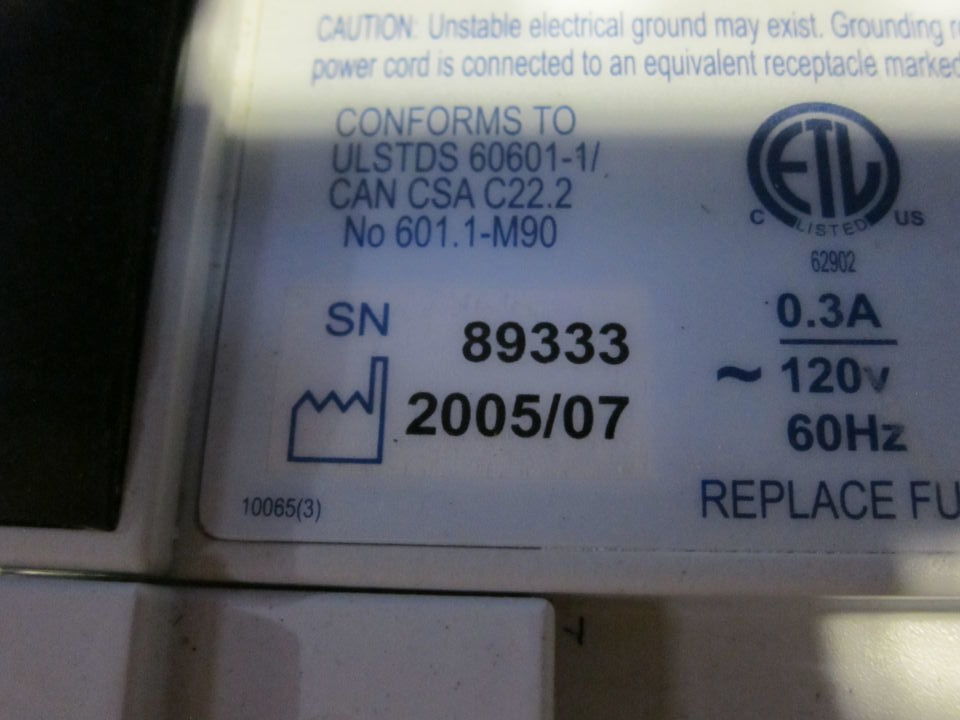 CAUTION: Unstable electrical ground may exist. Grounding
power cord is connected to an equivalent receptacle marked
CONFORMS TO
ULSTDS 60601-1/
CAN CSA C22.2
No 601.1-M90
ETL
C US
LISTED
62902
SN 89333
2005/07
0.3A
~ 120v
60Hz
10065(3)
REPLACE FU